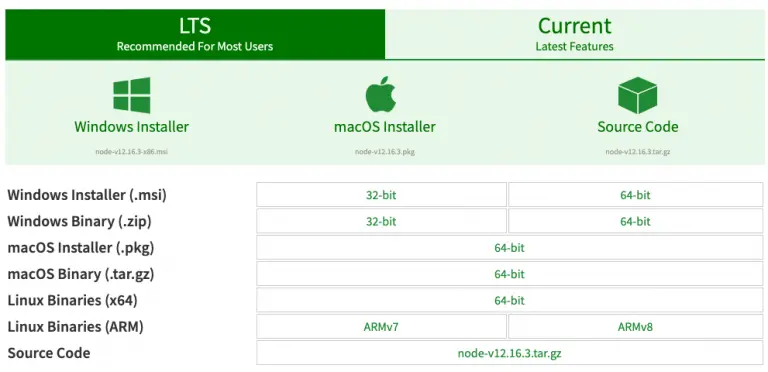 LTS
Recommended For Most Users
Current
Latest Features
Windows Installer
node-v12.16.3-x86.msi
macOS Installer
node-v12.16.3.pkg
Source Code
node-v12.16.3.tar.gz
Windows Installer (.msi) 32-bit 64-bit
Windows Binary (.zip) 32-bit 64-bit
macOS Installer (.pkg) 64-bit
macOS Binary (.tar.gz) 64-bit
Linux Binaries (x64) 64-bit
Linux Binaries (ARM) ARMv7 ARMv8
Source Code node-v12.16.3.tar.gz